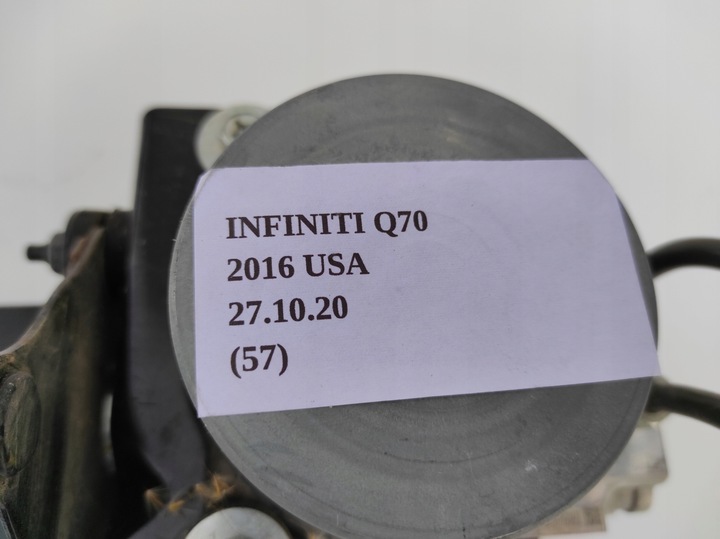 INFINITI Q70
2016 USA
27.10.20
(57)